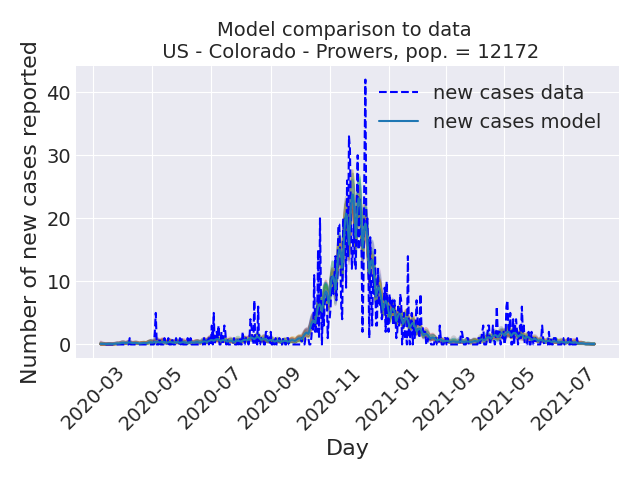 Model comparison to data
US - Colorado - Prowers, pop. = 12172
Number of new cases reported
40
30
20
10
0
new cases data
new cases model
2020-03
2020-05
2020-07
2020-09
2020-11
2021-01
2021-03
2021-05
2021-07
Day